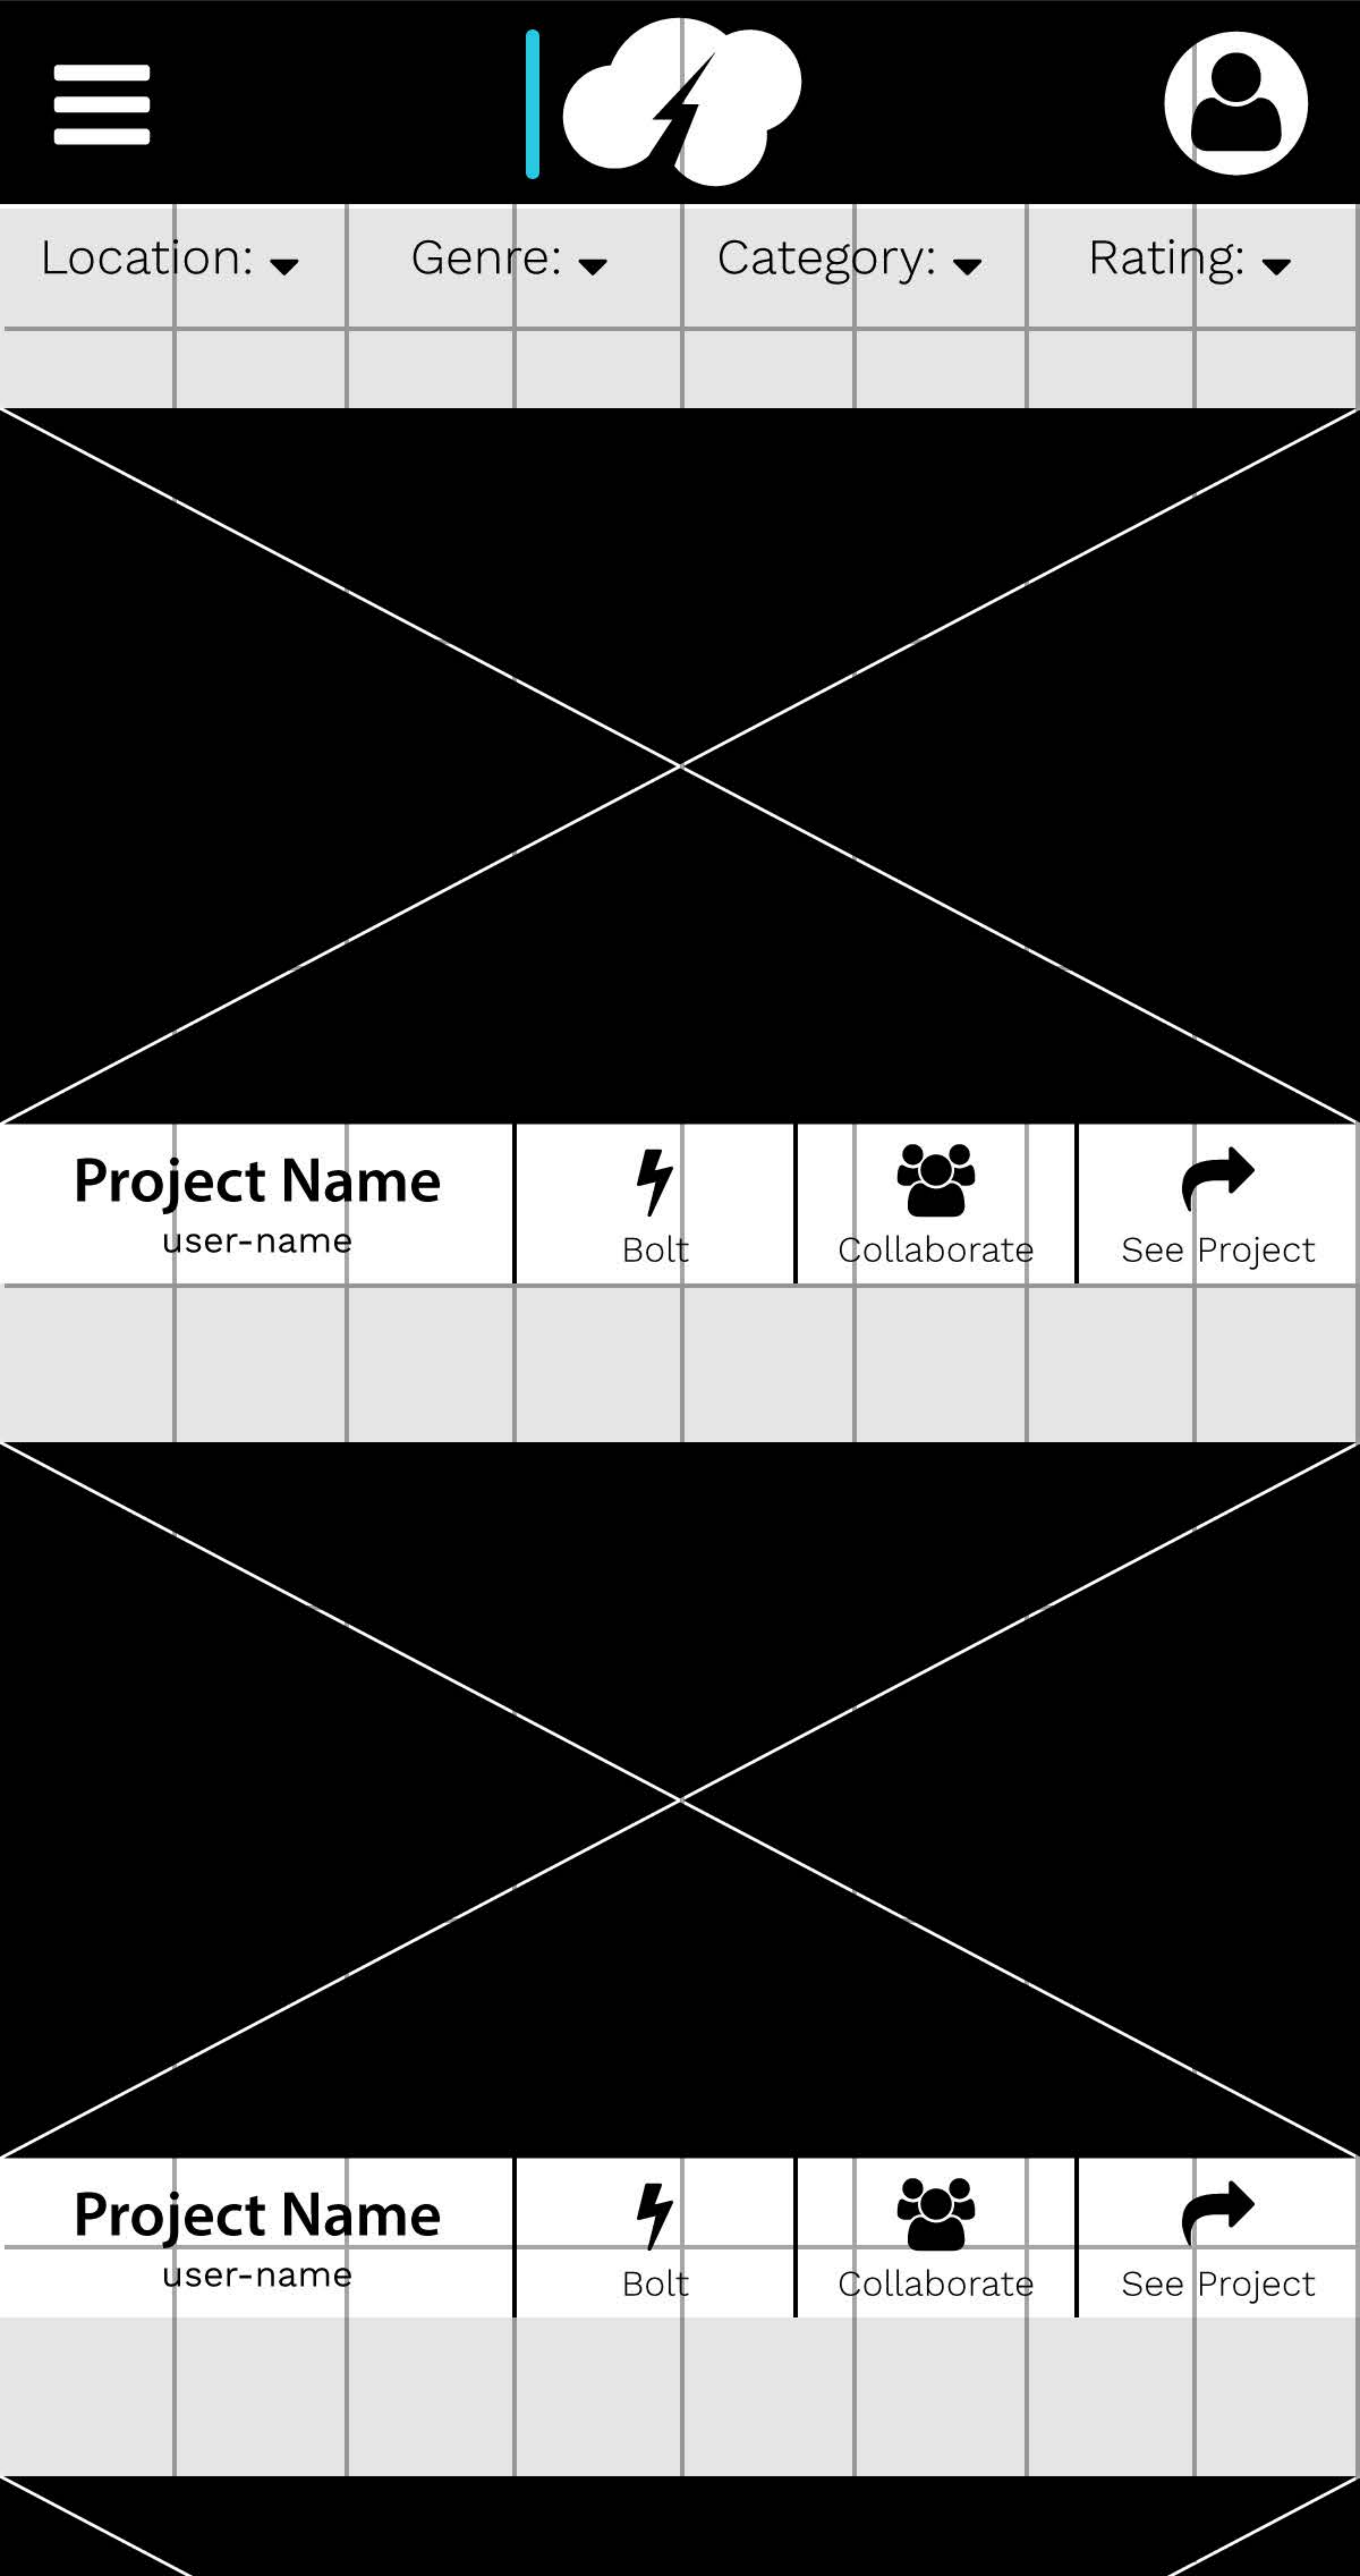 Location: Genre: Category: Rating:
Project Name
user-name
Bolt Collaborate See Project
Project Name
user-name
Bolt Collaborate See Project